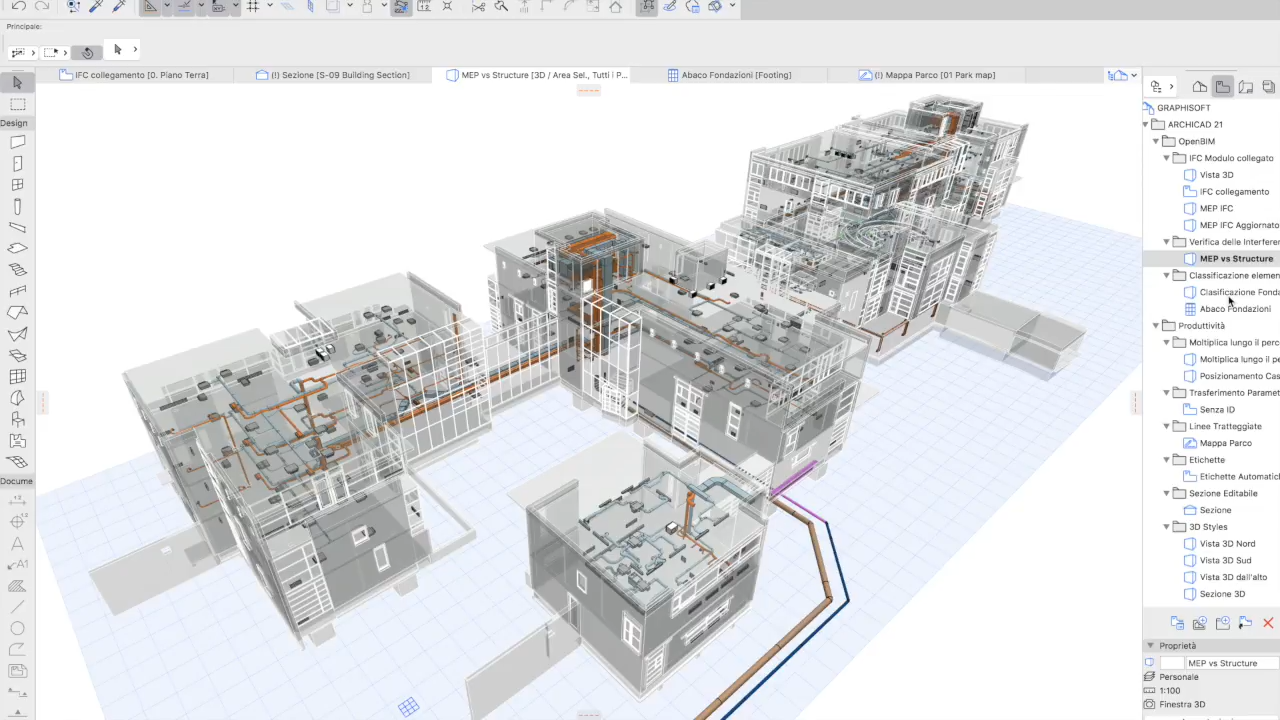 Principale:
IFC collegamento [0. Piano Terra]
(!) Sezione [S-09 Building Section]
MEP vs Structure [3D / Area Sel., Tutti i P...
Abaco Fondazioni [Footing]
(!) Mappa Parco [01 Park map]
Design
Docume
A
A1
GRAPHISOFT
ARCHICAD 21
OpenBIM
IFC Modulo collegato
Vista 3D
IFC collegamento
MEP IFC
MEP IFC Aggiornato
Verifica delle Interferen
MEP vs Structure
Classificazione elemen
Clasificazione Fonda
Abaco Fondazioni
Produttività
Moltiplica lungo il perc
Moltiplica lungo il pe
Posizionamento Cas
Trasferimento Paramet
Senza ID
Linee Tratteggiate
Mappa Parco
Etichette
Etichette Automatic
Sezione Editabile
Sezione
3D Styles
Vista 3D Nord
Vista 3D Sud
Vista 3D dall'alto
Sezione 3D
Proprietà
MEP vs Structure
Personale
1:100
Finestra 3D